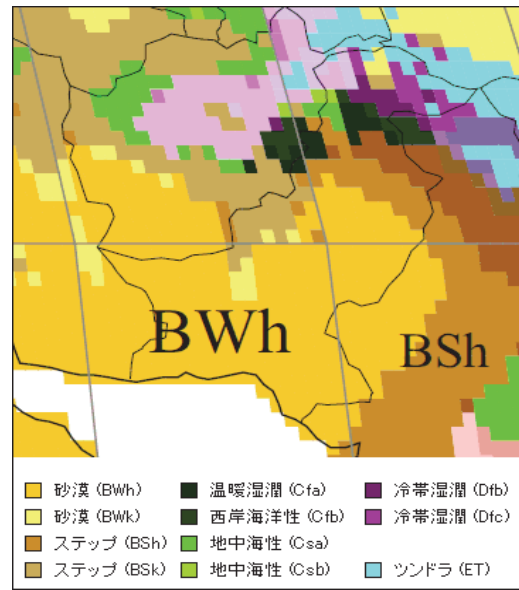 BWh
BSh
砂漠 (BWh)
温暖湿潤 (Cfa)
冷帯湿潤 (Dfb)
砂漠 (BWk)
西岸海洋性 (Cfb)
冷帯湿潤 (Dfc)
ステップ (BSh)
地中海性 (Csa)
ステップ (BSk)
地中海性 (Csb)
ツンドラ (ET)